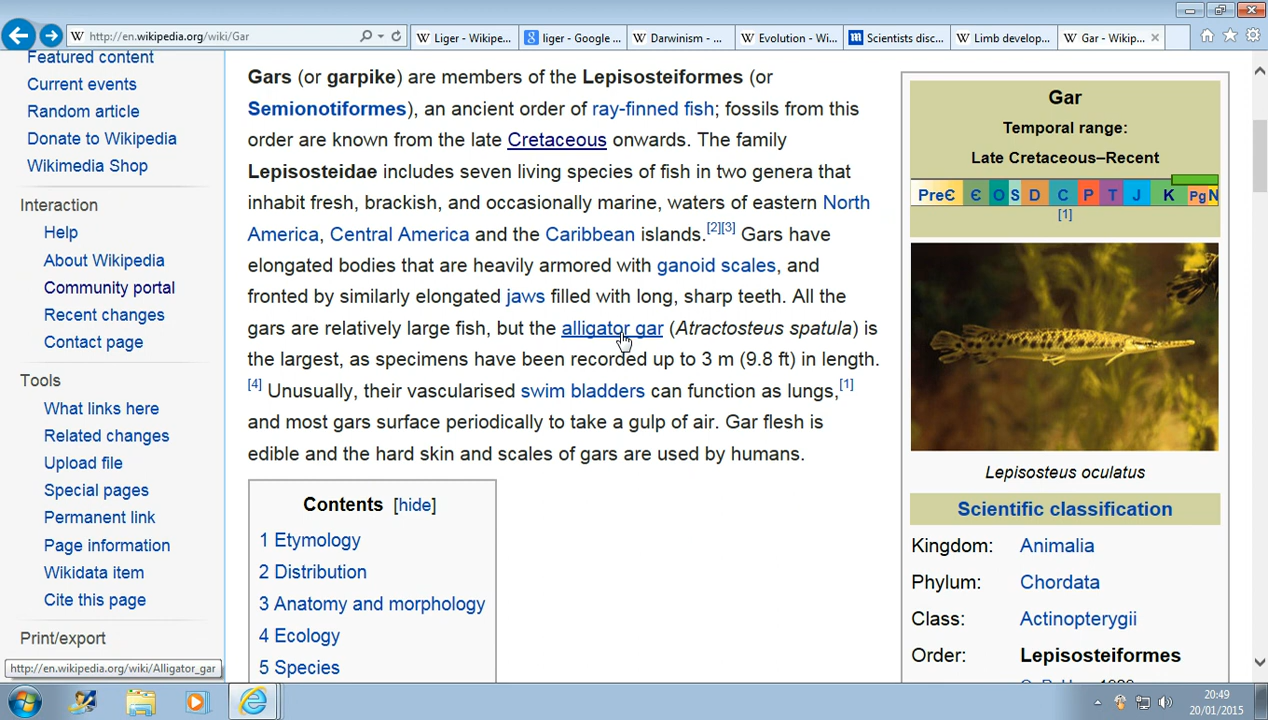 http://en.wikipedia.org/wiki/Gar
Liger - Wikipe...
liger - Google ...
Darwinism - ...
Evolution - Wi...
Scientists disc...
Limb develop...
Gar - Wikip...
Featured content
Current events
Random article
Donate to Wikipedia
Wikimedia Shop
Interaction
Help
About Wikipedia
Community portal
Recent changes
Contact page
Tools
What links here
Related changes
Upload file
Special pages
Permanent link
Page information
Wikidata item
Cite this page
Print/export
http://en.wikipedia.org/wiki/Alligator_gar
Gars (or garpike) are members of the Lepisosteiformes (or
Semionotiformes), an ancient order of ray-finned fish; fossils from this
order are known from the late Cretaceous onwards. The family
Lepisosteidae includes seven living species of fish in two genera that
inhabit fresh, brackish, and occasionally marine, waters of eastern North
America, Central America and the Caribbean islands.[2][3] Gars have
elongated bodies that are heavily armored with ganoid scales, and
fronted by similarly elongated jaws filled with long, sharp teeth. All the
gars are relatively large fish, but the alligator gar (Atractosteus spatula) is
the largest, as specimens have been recorded up to 3 m (9.8 ft) in length.
[4] Unusually, their vascularised swim bladders can function as lungs,[1]
and most gars surface periodically to take a gulp of air. Gar flesh is
edible and the hard skin and scales of gars are used by humans.
Contents [hide]
1 Etymology
2 Distribution
3 Anatomy and morphology
4 Ecology
5 Species
Gar
Temporal range:
Late Cretaceous–Recent
PreЄ Є O S D C P T J K Pg N
[1]
Lepisosteus oculatus
Scientific classification
Kingdom: Animalia
Phylum: Chordata
Class: Actinopterygii
Order: Lepisosteiformes
20:49
20/01/2015